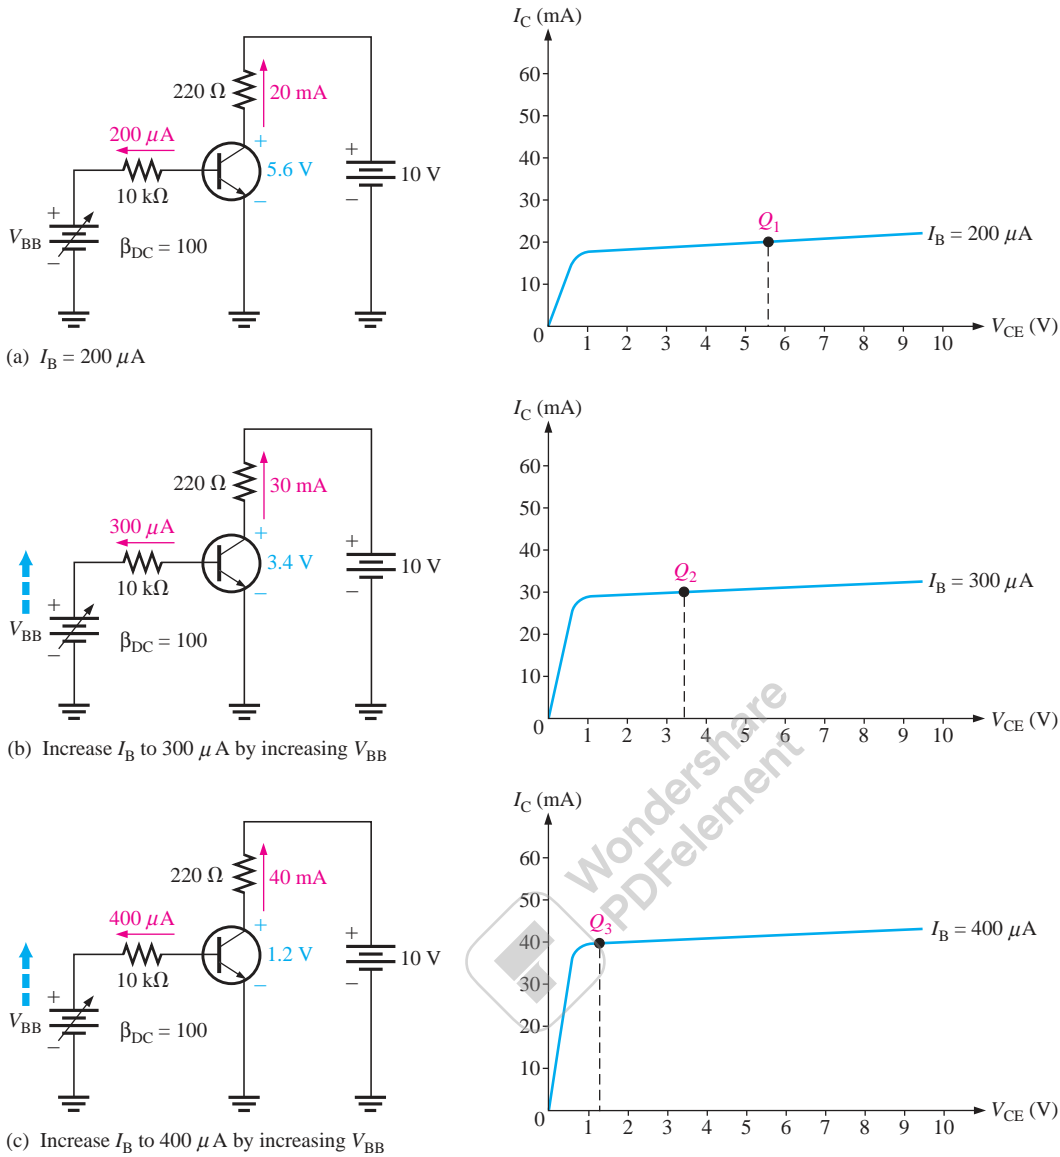 I_C (mA)
60
50
40
30
20
10
0
1 2 3 4 5 6 7 8 9 10
V_CE (V)
Q_1
I_B = 200 μA
220 Ω
20 mA
200 μA
+
5.6 V
–
+
10 V
–
10 kΩ
+
V_BB
–
β_DC = 100
(a) I_B = 200 μA
I_C (mA)
60
50
40
30
20
10
0
1 2 3 4 5 6 7 8 9 10
V_CE (V)
Q_2
I_B = 300 μA
220 Ω
30 mA
300 μA
+
3.4 V
–
+
10 V
–
10 kΩ
+
V_BB
–
β_DC = 100
(b) Increase I_B to 300 μA by increasing V_BB
I_C (mA)
60
50
40
30
20
10
0
1 2 3 4 5 6 7 8 9 10
V_CE (V)
Q_3
I_B = 400 μA
220 Ω
40 mA
400 μA
+
1.2 V
–
+
10 V
–
10 kΩ
+
V_BB
–
β_DC = 100
(c) Increase I_B to 400 μA by increasing V_BB
Wondershare
PDFelement